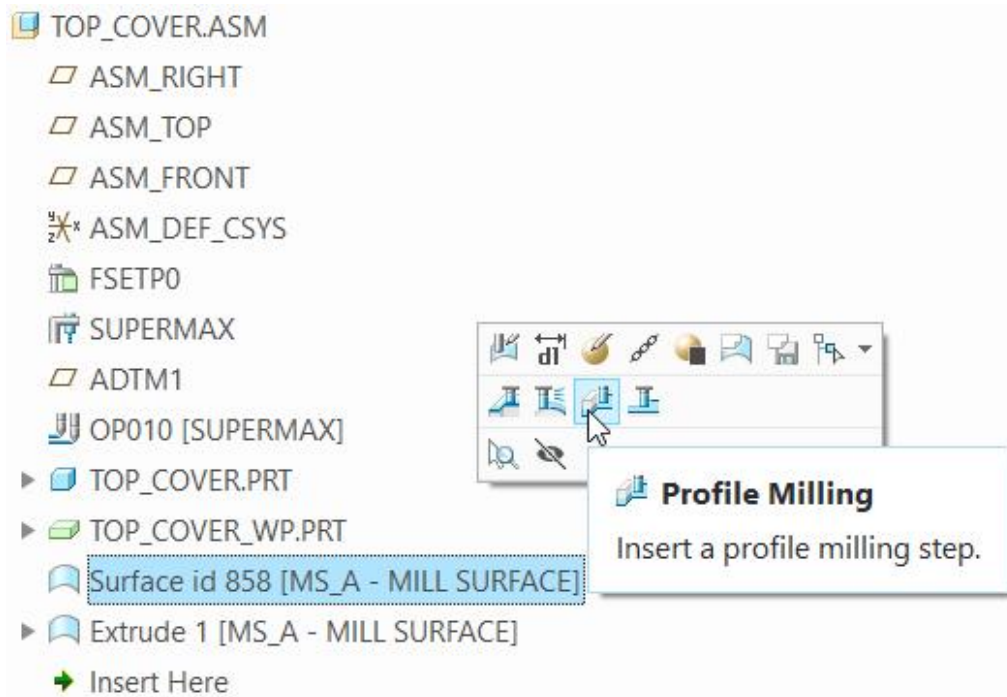 TOP_COVER.ASM
ASM_RIGHT
ASM_TOP
ASM_FRONT
ASM_DEF_CSYS
FSETP0
SUPERMAX
ADTM1
OP010 [SUPERMAX]
TOP_COVER.PRT
TOP_COVER_WP.PRT
Surface id 858 [MS_A - MILL SURFACE]
Extrude 1 [MS_A - MILL SURFACE]
Insert Here
d1
Profile Milling
Insert a profile milling step.